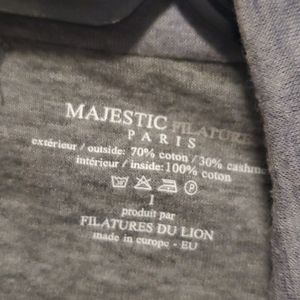 MAJESTIC FILATURE
PARIS
extérieur / outside: 70% coton / 30% cashme
intérieur / inside: 100% coton
1
produit par
FILATURES DU LION
made in europe - EU